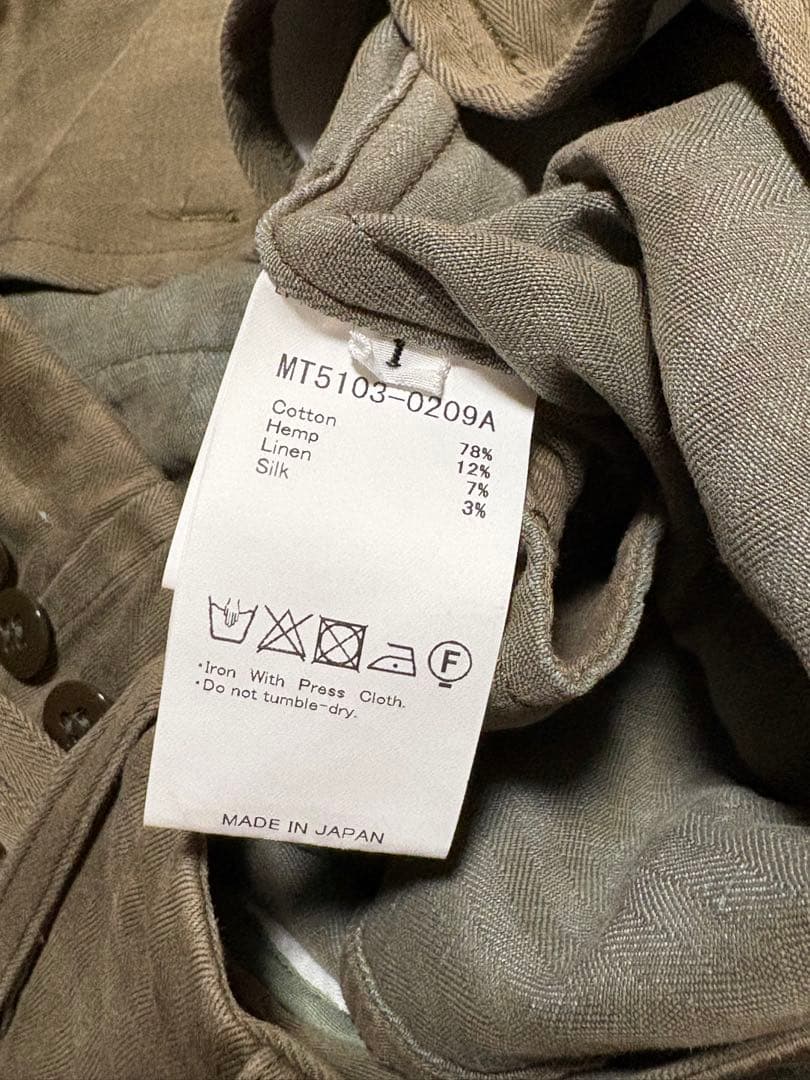 1
MT5103-0209A
Cotton 78%
Hemp 12%
Linen 7%
Silk 3%
F
·Iron With Press Cloth.
·Do not tumble-dry.
MADE IN JAPAN